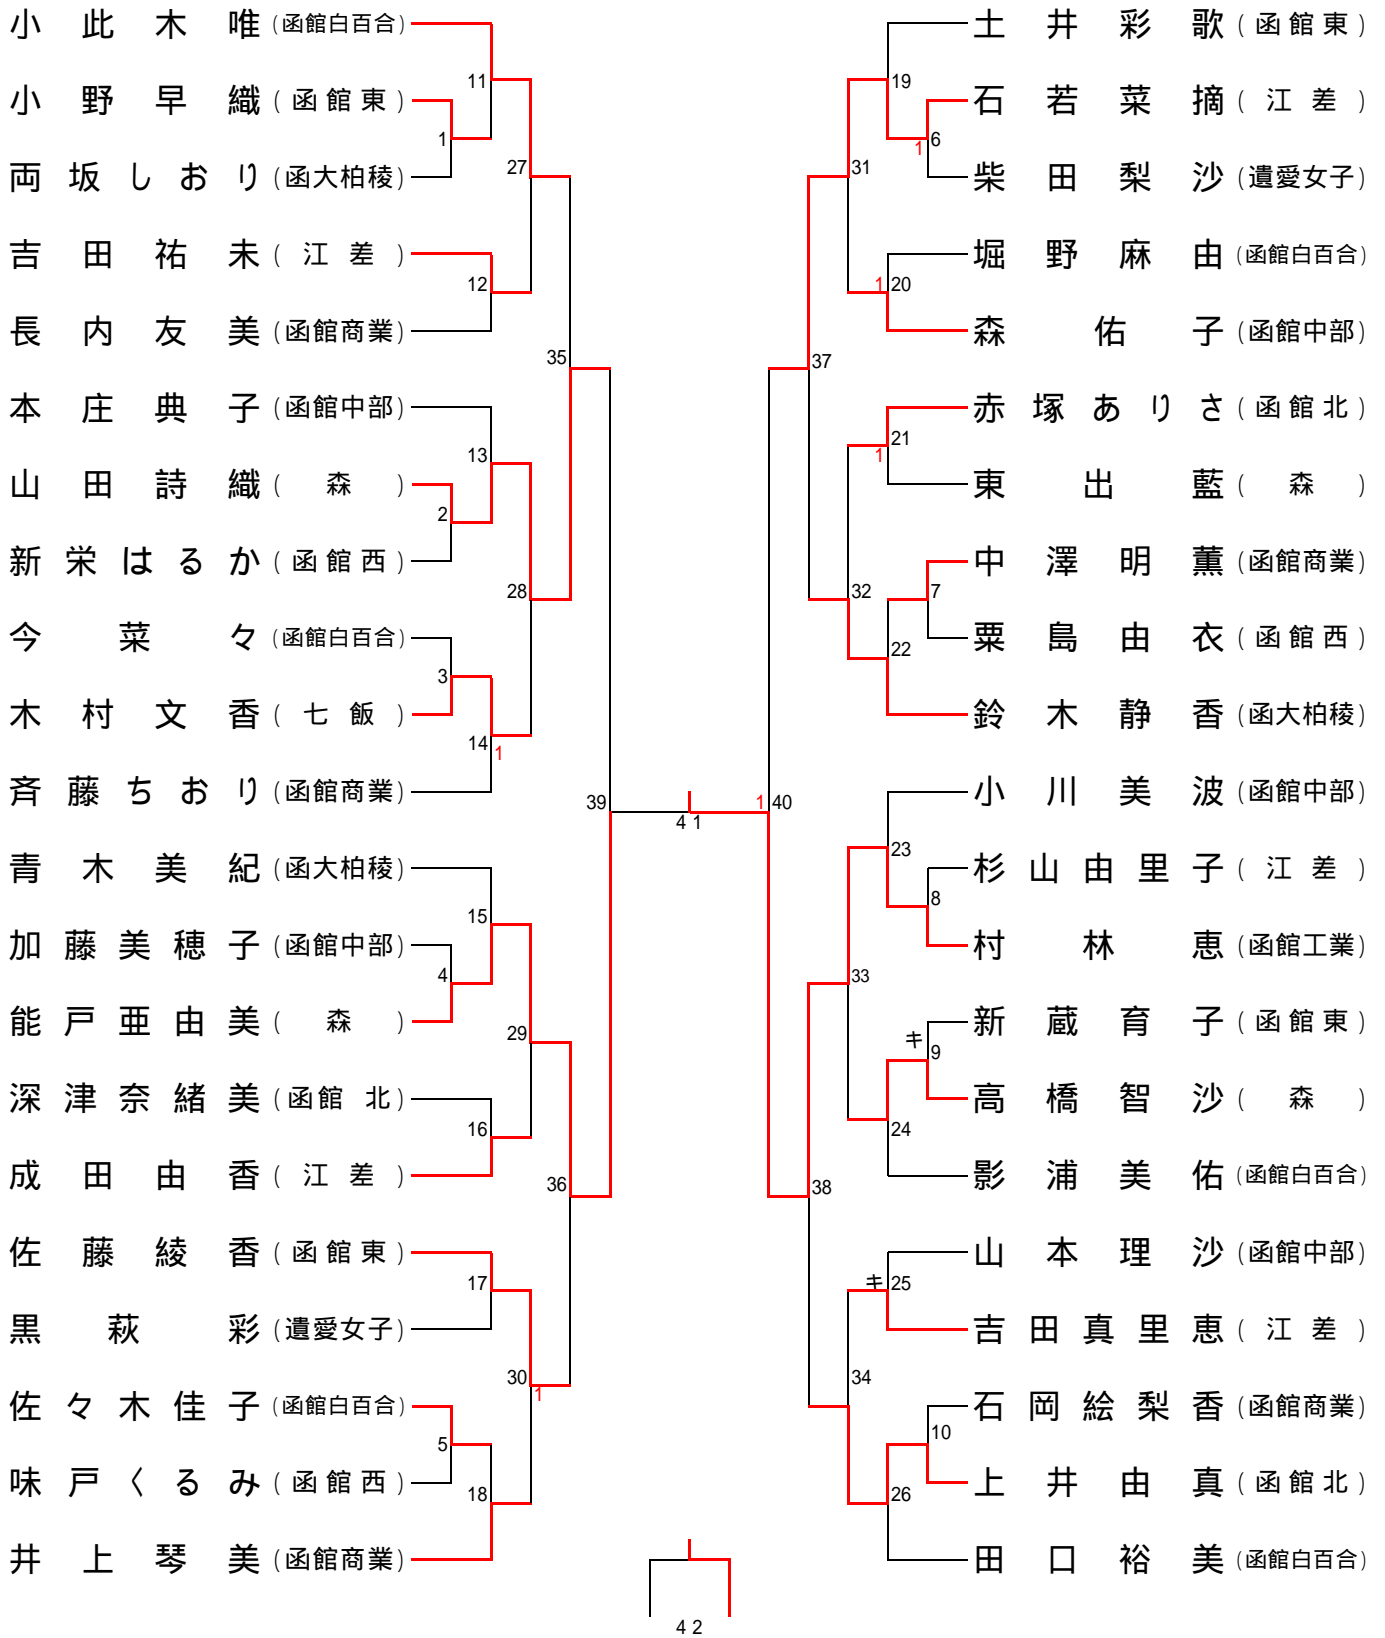 小此木唯(函館白百合)
小野早織(函館東)
両坂しおり(函大柏稜)
吉田祐未(江差)
長内友美(函館商業)
本庄典子(函館中部)
山田詩織(森)
新栄はるか(函館西)
今菜々(函館白百合)
木村文香(七飯)
斉藤ちおり(函館商業)
青木美紀(函大柏稜)
加藤美穂子(函館中部)
能戸亜由美(森)
深津奈緒美(函館北)
成田由香(江差)
佐藤綾香(函館東)
黒萩彩(遺愛女子)
佐々木佳子(函館白百合)
味戸くるみ(函館西)
井上琴美(函館商業)
11
1
27
12
35
13
2
28
3
14
1
39
15
4
29
16
36
17
30
1
5
18
41
42
土井彩歌(函館東)
石若菜摘(江差)
柴田梨沙(遺愛女子)
堀野麻由(函館白百合)
森佑子(函館中部)
赤塚ありさ(函館北)
東出藍(森)
中澤明薫(函館商業)
粟島由衣(函館西)
鈴木静香(函大柏稜)
小川美波(函館中部)
杉山由里子(江差)
村林恵(函館工業)
新蔵育子(函館東)
高橋智沙(森)
影浦美佑(函館白百合)
山本理沙(函館中部)
吉田真里恵(江差)
石岡絵梨香(函館商業)
上井由真(函館北)
田口裕美(函館白百合)
19
1
6
31
1
20
37
21
1
32
7
22
1
40
23
8
33
キ
9
24
38
キ
25
34
10
26